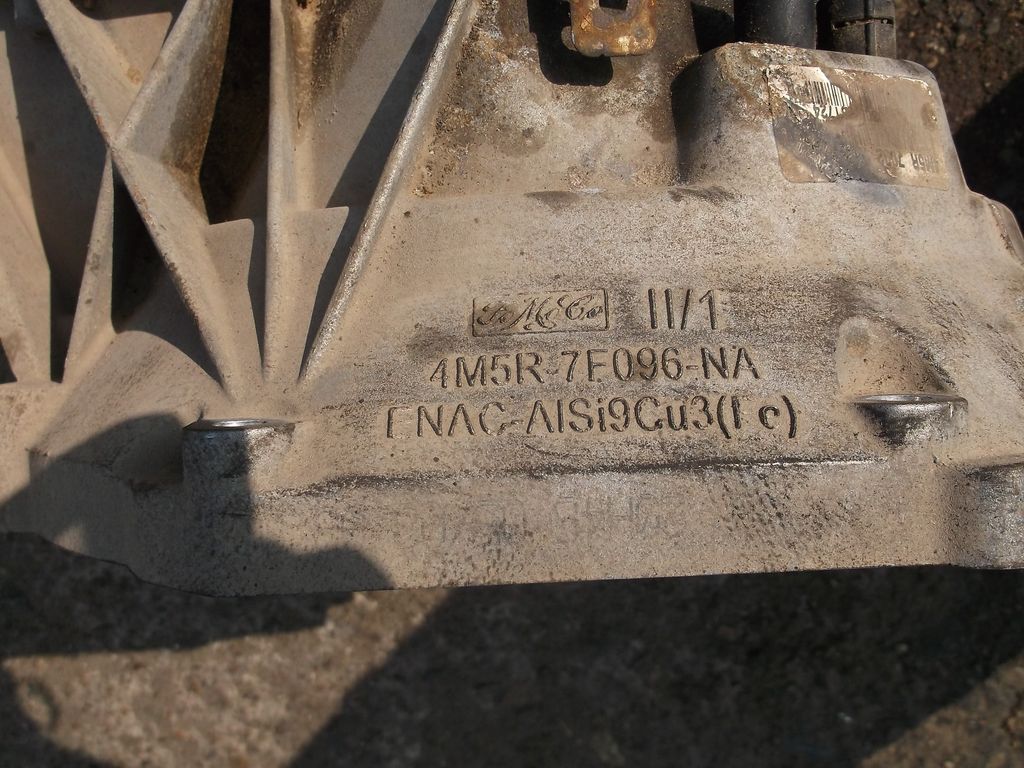 FoMoCo II/1
4M5R-7F096-NA
ENAC-AlSi9Cu3(Fe)